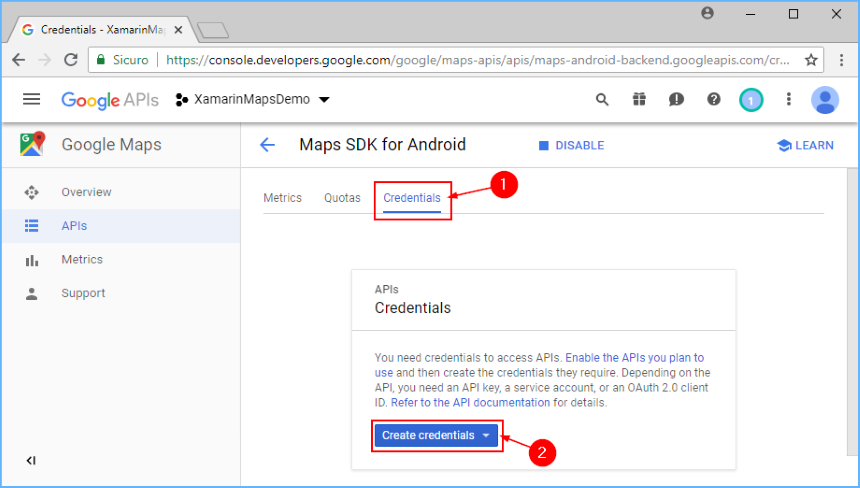 Credentials - XamarinMap
Sicuro
https://console.developers.google.com/google/maps-apis/apis/maps-android-backend.googleapis.com/cr...
Google APIs
XamarinMapsDemo
1
Google Maps
Maps SDK for Android
DISABLE
LEARN
Overview
APIs
Metrics
Support
Metrics
Quotas
Credentials
1
APIs
Credentials
You need credentials to access APIs. Enable the APIs you plan to
use and then create the credentials they require. Depending on the
API, you need an API key, a service account, or an OAuth 2.0 client
ID. Refer to the API documentation for details.
Create credentials
2